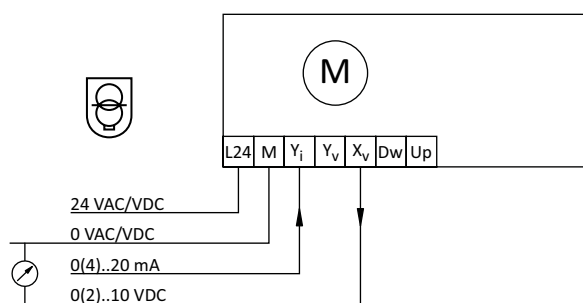 M
L24 M Yi Yv Xv Dw Up
24 VAC/VDC
0 VAC/VDC
0(4)..20 mA
0(2)..10 VDC